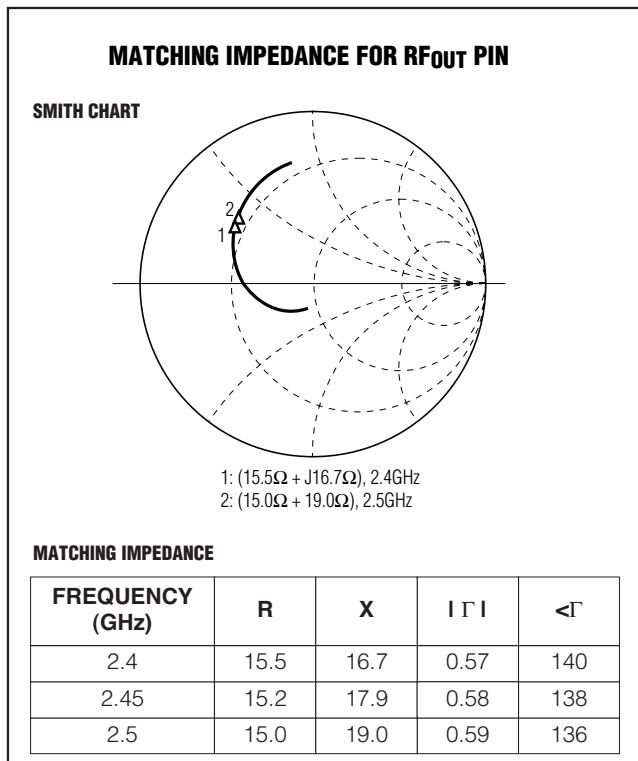 MATCHING IMPEDANCE FOR RFOUT PIN
SMITH CHART
2
1
1: (15.5Ω + J16.7Ω), 2.4GHz
2: (15.0Ω + 19.0Ω), 2.5GHz
MATCHING IMPEDANCE
FREQUENCY (GHz) R X I Γ I <Γ
2.4 15.5 16.7 0.57 140
2.45 15.2 17.9 0.58 138
2.5 15.0 19.0 0.59 136